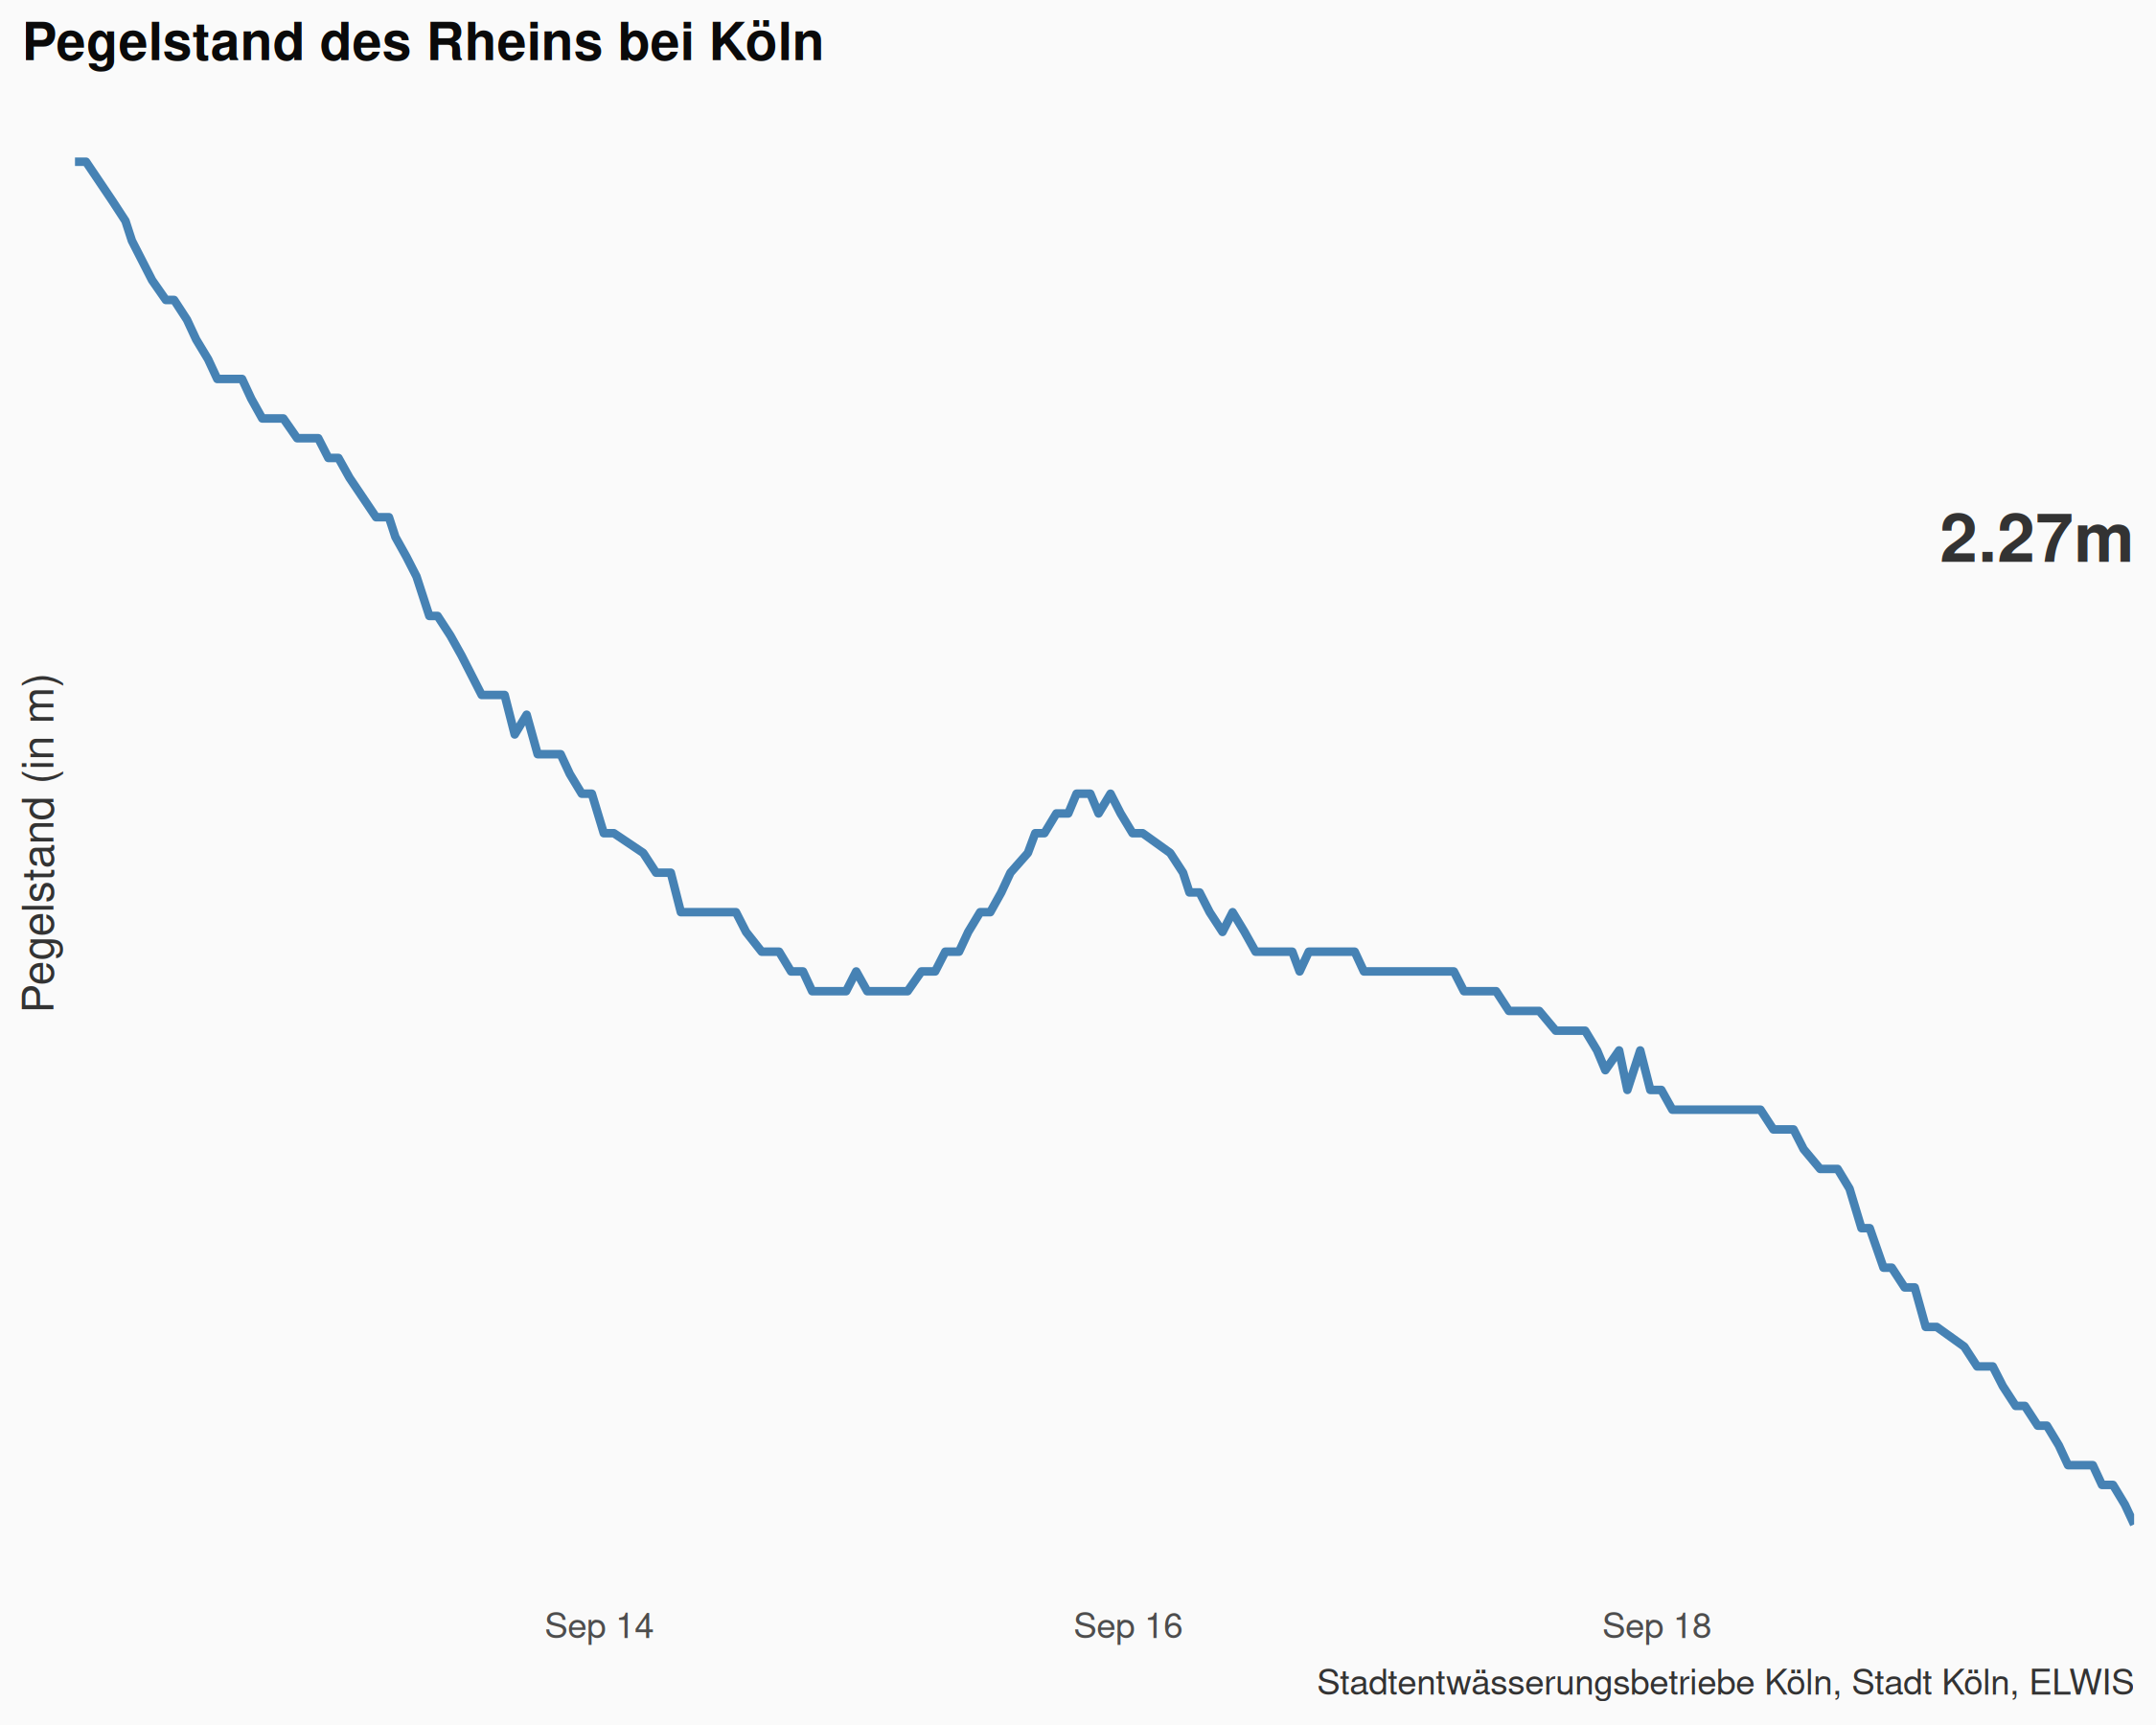 Pegelstand des Rheins bei Köln
2.27m
Pegelstand (in m)
Sep 14
Sep 16
Sep 18
Stadtentwässerungsbetriebe Köln, Stadt Köln, ELWIS